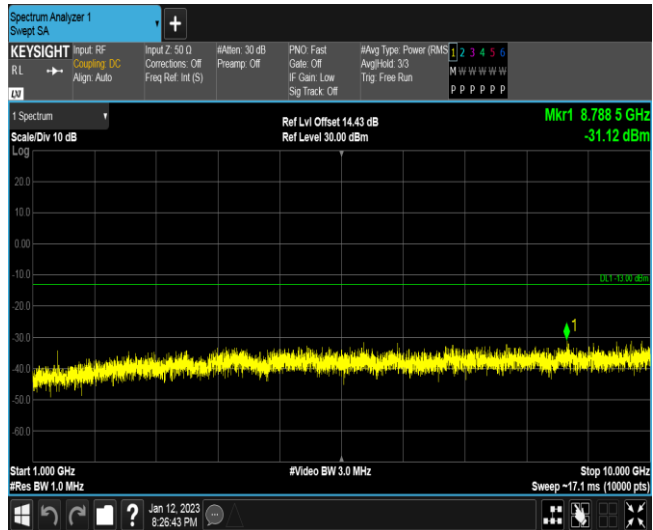 Spectrum Analyzer 1
Swept SA
+
KEYSIGHT
RL
LXI
Input: RF
Coupling: DC
Align: Auto
Input Z: 50 Ω
Corrections: Off
Freq Ref: Int (S)
#Atten: 30 dB
Preamp: Off
PNO: Fast
Gate: Off
IF Gain: Low
Sig Track: Off
#Avg Type: Power (RMS
Avg|Hold: 3/3
Trig: Free Run
1 2 3 4 5 6
M W W W W W
P P P P P P
1 Spectrum
Scale/Div 10 dB
Log
Ref Lvl Offset 14.43 dB
Ref Level 30.00 dBm
Mkr1 8.788 5 GHz
-31.12 dBm
20.0
10.0
0.00
-10.0
DL1 -13.00 dBm
-20.0
1
-30.0
-40.0
-50.0
-60.0
Start 1.000 GHz
#Video BW 3.0 MHz
Stop 10.000 GHz
#Res BW 1.0 MHz
Sweep ~17.1 ms (10000 pts)
?
Jan 12, 2023
8:26:43 PM